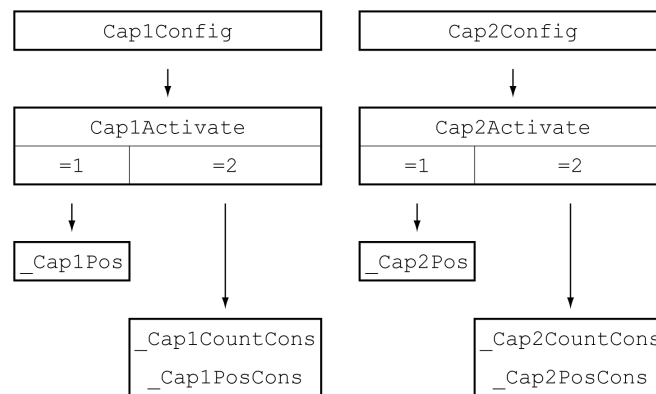 Cap1Config
Cap2Config
Cap1Activate
Cap2Activate
=1
=2
=1
=2
_Cap1Pos
_Cap2Pos
_Cap1CountCons
_Cap1PosCons
_Cap2CountCons
_Cap2PosCons